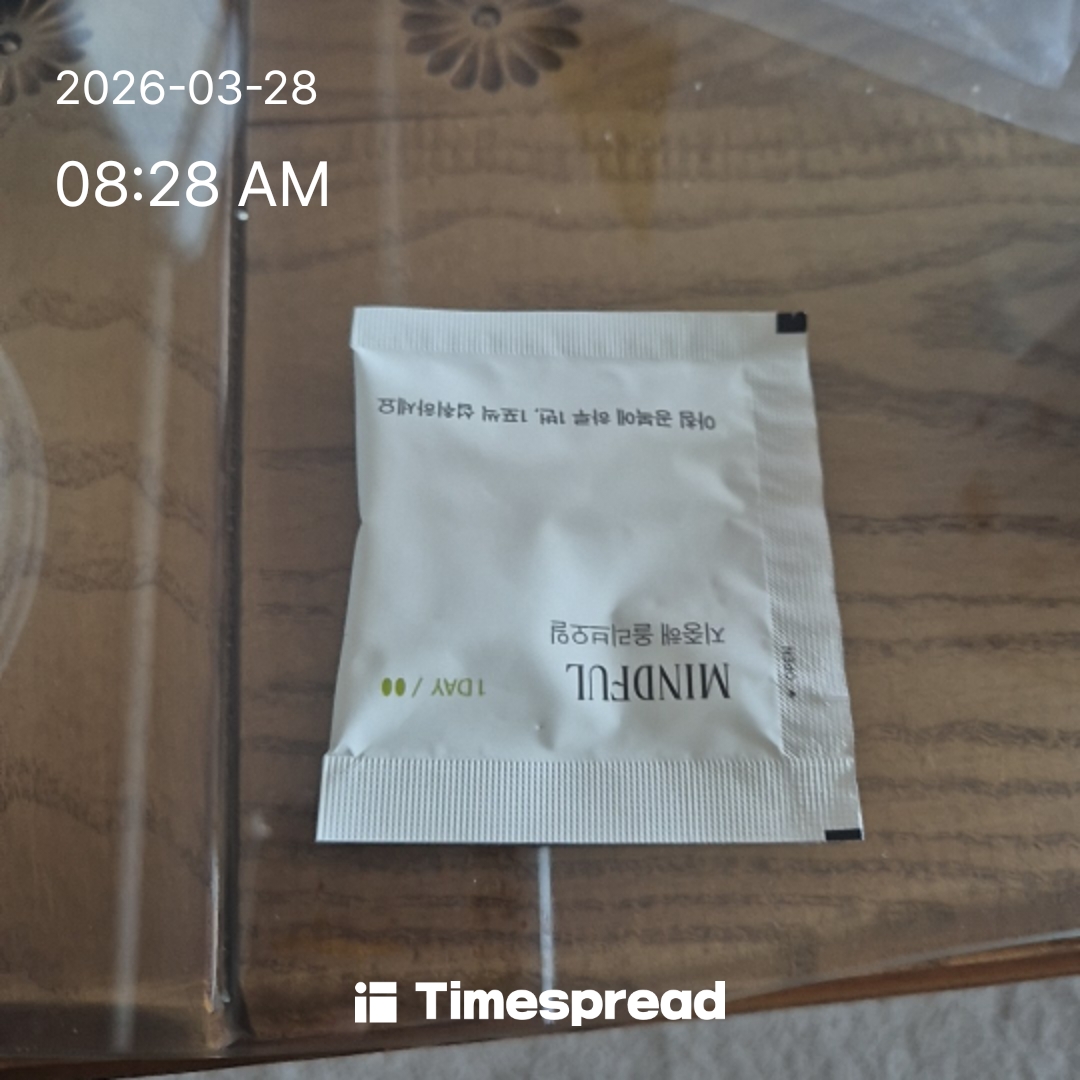 2026-03-28
08:28 AM
MINDFUL
지중해 올리브오일
1 DAY /
아침 공복에 하루 1번, 1포씩 섭취하세요
OPEN
Timespread